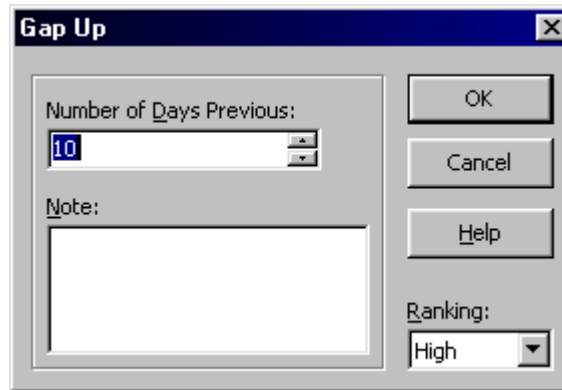 Gap Up
Number of Days Previous:
10
Note:
OK
Cancel
Help
Ranking:
High